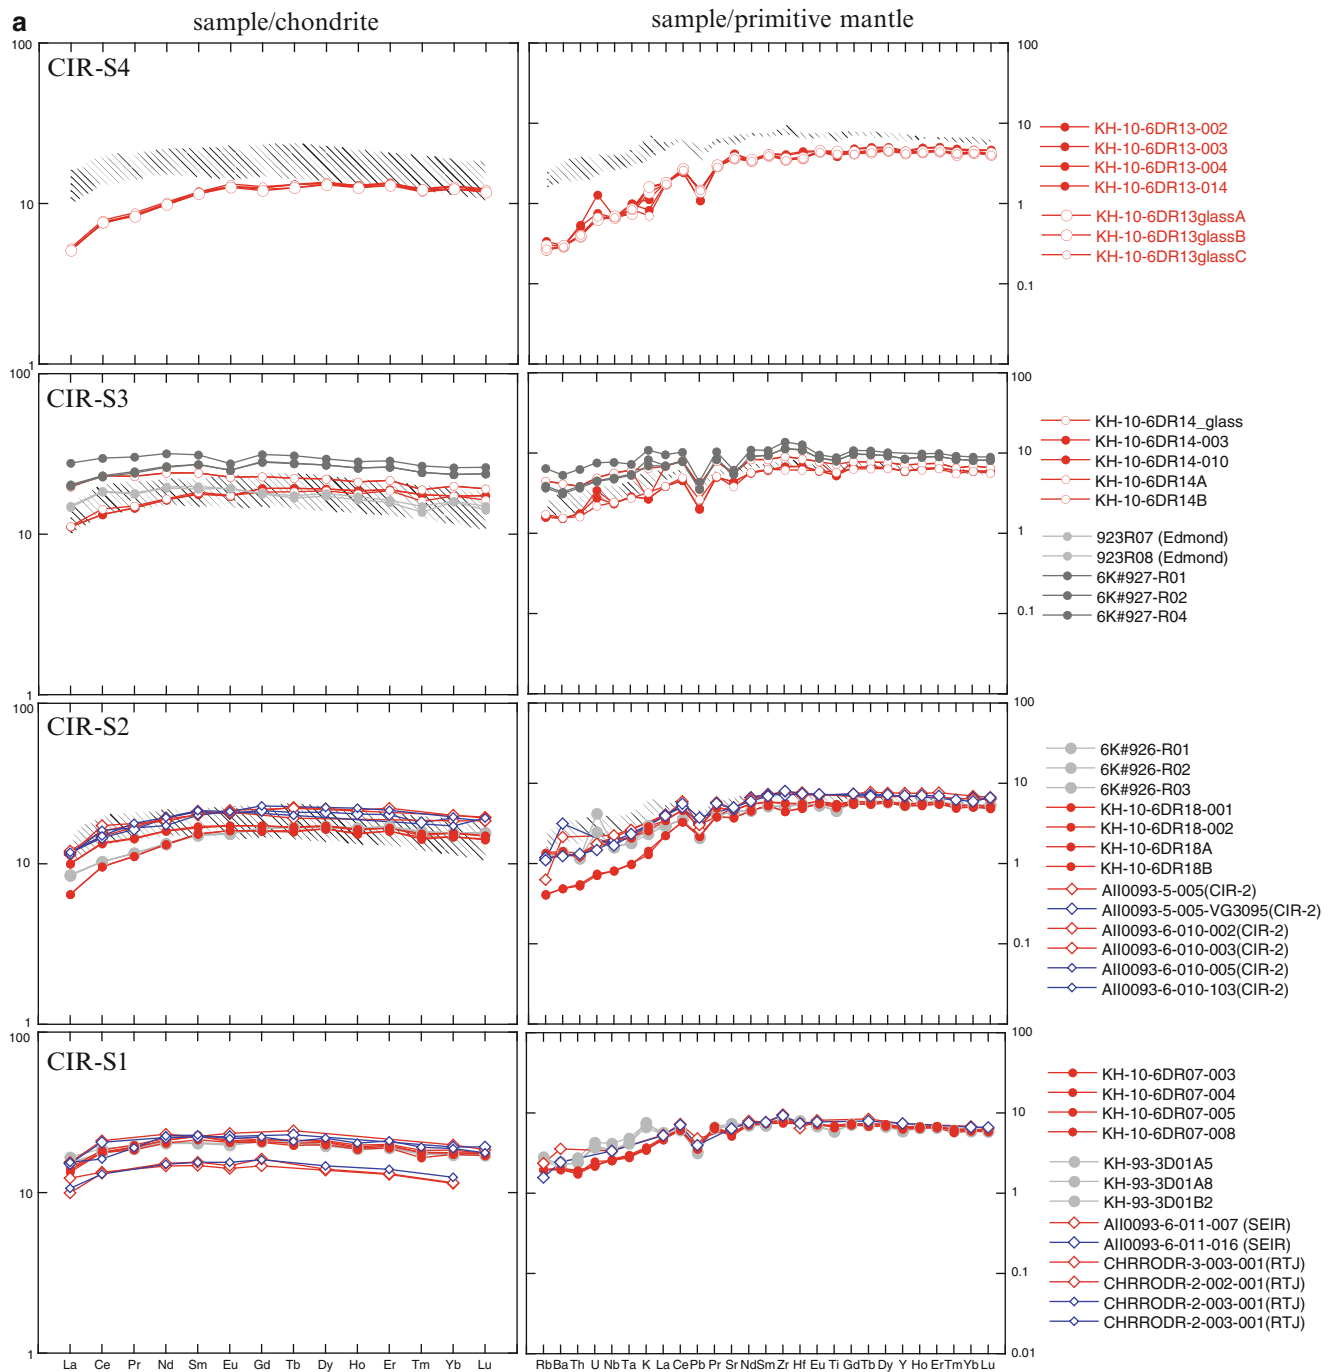 a
sample/chondrite
sample/primitive mantle
100
10
1
CIR-S4
100
10
1
0.1
KH-10-6DR13-002
KH-10-6DR13-003
KH-10-6DR13-004
KH-10-6DR13-014
KH-10-6DR13glassA
KH-10-6DR13glassB
KH-10-6DR13glassC
100
10
1
CIR-S3
100
10
1
0.1
KH-10-6DR14_glass
KH-10-6DR14-003
KH-10-6DR14-010
KH-10-6DR14A
KH-10-6DR14B
923R07 (Edmond)
923R08 (Edmond)
6K#927-R01
6K#927-R02
6K#927-R04
100
10
1
CIR-S2
100
10
1
0.1
6K#926-R01
6K#926-R02
6K#926-R03
KH-10-6DR18-001
KH-10-6DR18-002
KH-10-6DR18A
KH-10-6DR18B
AII0093-5-005(CIR-2)
AII0093-5-005-VG3095(CIR-2)
AII0093-6-010-002(CIR-2)
AII0093-6-010-003(CIR-2)
AII0093-6-010-005(CIR-2)
AII0093-6-010-103(CIR-2)
100
10
1
CIR-S1
100
10
1
0.1
0.01
KH-10-6DR07-003
KH-10-6DR07-004
KH-10-6DR07-005
KH-10-6DR07-008
KH-93-3D01A5
KH-93-3D01A8
KH-93-3D01B2
AII0093-6-011-007 (SEIR)
AII0093-6-011-016 (SEIR)
CHRRODR-3-003-001(RTJ)
CHRRODR-2-002-001(RTJ)
CHRRODR-2-003-001(RTJ)
CHRRODR-2-003-001(RTJ)
La Ce Pr Nd Sm Eu Gd Tb Dy Ho Er Tm Yb Lu
Rb Ba Th U Nb Ta K La Ce Pb Pr Sr Nd Sm Zr Hf Eu Ti Gd Tb Dy Y Ho Er Tm Yb Lu